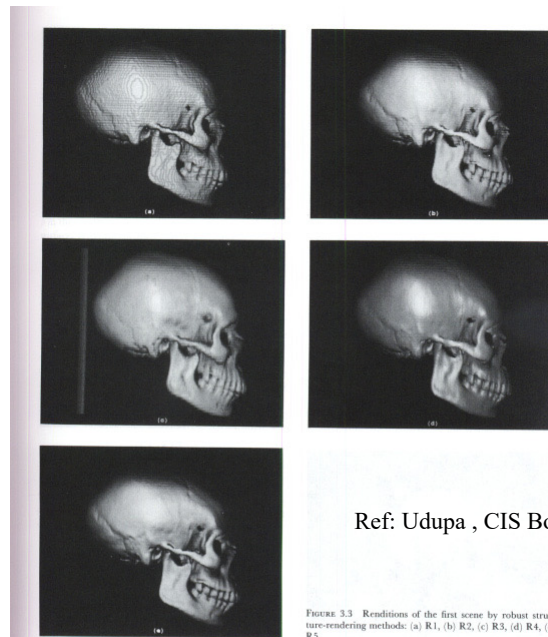 (a)
(b)
(c)
(d)
Ref: Udupa , CIS Bo
(e)
FIGURE 3.3 Renditions of the first scene by robust struc
ture-rendering methods: (a) R1, (b) R2, (c) R3, (d) R4, (
R5.